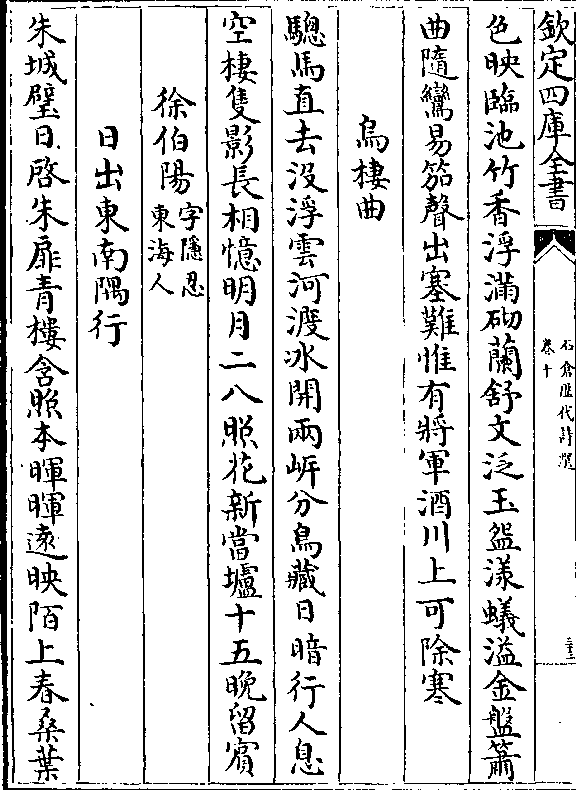 欽定四庫全書
石倉歷代詩選
卷十
色映臨池竹香浮滿砌蘭舒文泛玉盌漾蟻溢金盤簫
曲隨鸞易笳聲出塞難惟有將軍酒川上可除寒
烏棲曲
驄馬直去没浮雲河渡冰開兩岍分鳥藏日暗行人息
空棲隻影長相憶明月二八照花新當壚十五晚留賓
徐伯陽字隱忍
東海人
日出東南隅行
朱城璧日啓朱扉青樓含照本暉暉遠映陌上春桑葉